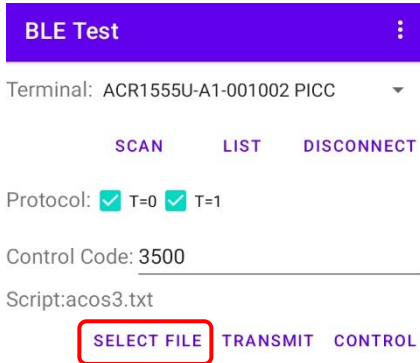 BLE Test
Terminal: ACR1555U-A1-001002 PICC
SCAN LIST DISCONNECT
Protocol: T=0 T=1
Control Code: 3500
Script:acos3.txt
SELECT FILE TRANSMIT CONTROL